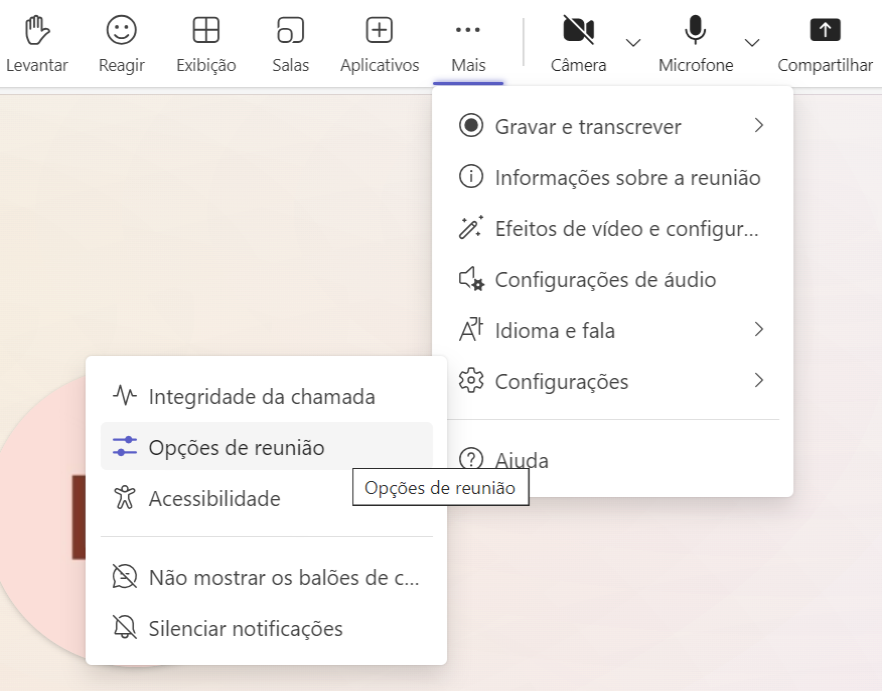 Levantar
Reagir
Exibição
Salas
Aplicativos
Mais
Câmera
Microfone
Compartilhar
Gravar e transcrever
Informações sobre a reunião
Efeitos de vídeo e configur...
Configurações de áudio
Idioma e fala
Configurações
Ajuda
Integridade da chamada
Opções de reunião
Opções de reunião
Acessibilidade
Não mostrar os balões de c...
Silenciar notificações